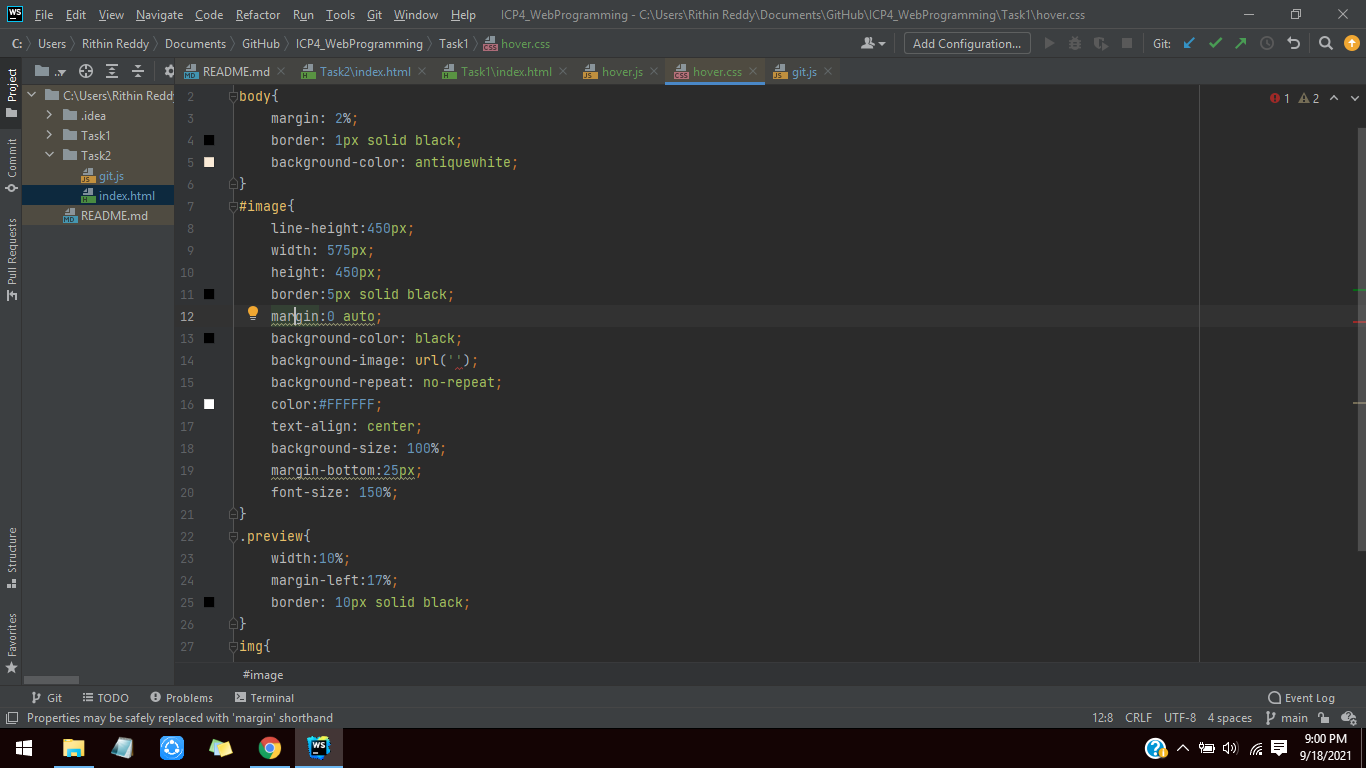 WS File Edit View Navigate Code Refactor Run Tools Git Window Help ICP4_WebProgramming - C:\Users\Rithin Reddy\Documents\GitHub\ICP4_WebProgramming\Task1\hover.css
C: Users Rithin Reddy Documents GitHub ICP4_WebProgramming Task1 hover.css Add Configuration... Git:
README.md Task2\index.html Task1\index.html hover.js hover.css git.js
Project
Commit
Pull Requests
Structure
Favorites
C:\Users\Rithin Reddy
.idea
Task1
Task2
git.js
index.html
README.md
1 2
2 body{
3 margin: 2%;
4 border: 1px solid black;
5 background-color: antiquewhite;
6 }
7 #image{
8 line-height:450px;
9 width: 575px;
10 height: 450px;
11 border:5px solid black;
12 margin:0 auto;
13 background-color: black;
14 background-image: url('');
15 background-repeat: no-repeat;
16 color:#FFFFFF;
17 text-align: center;
18 background-size: 100%;
19 margin-bottom:25px;
20 font-size: 150%;
21 }
22 .preview{
23 width:10%;
24 margin-left:17%;
25 border: 10px solid black;
26 }
27 img{
#image
Git TODO Problems Terminal Event Log
Properties may be safely replaced with 'margin' shorthand 12:8 CRLF UTF-8 4 spaces main
9:00 PM
9/18/2021